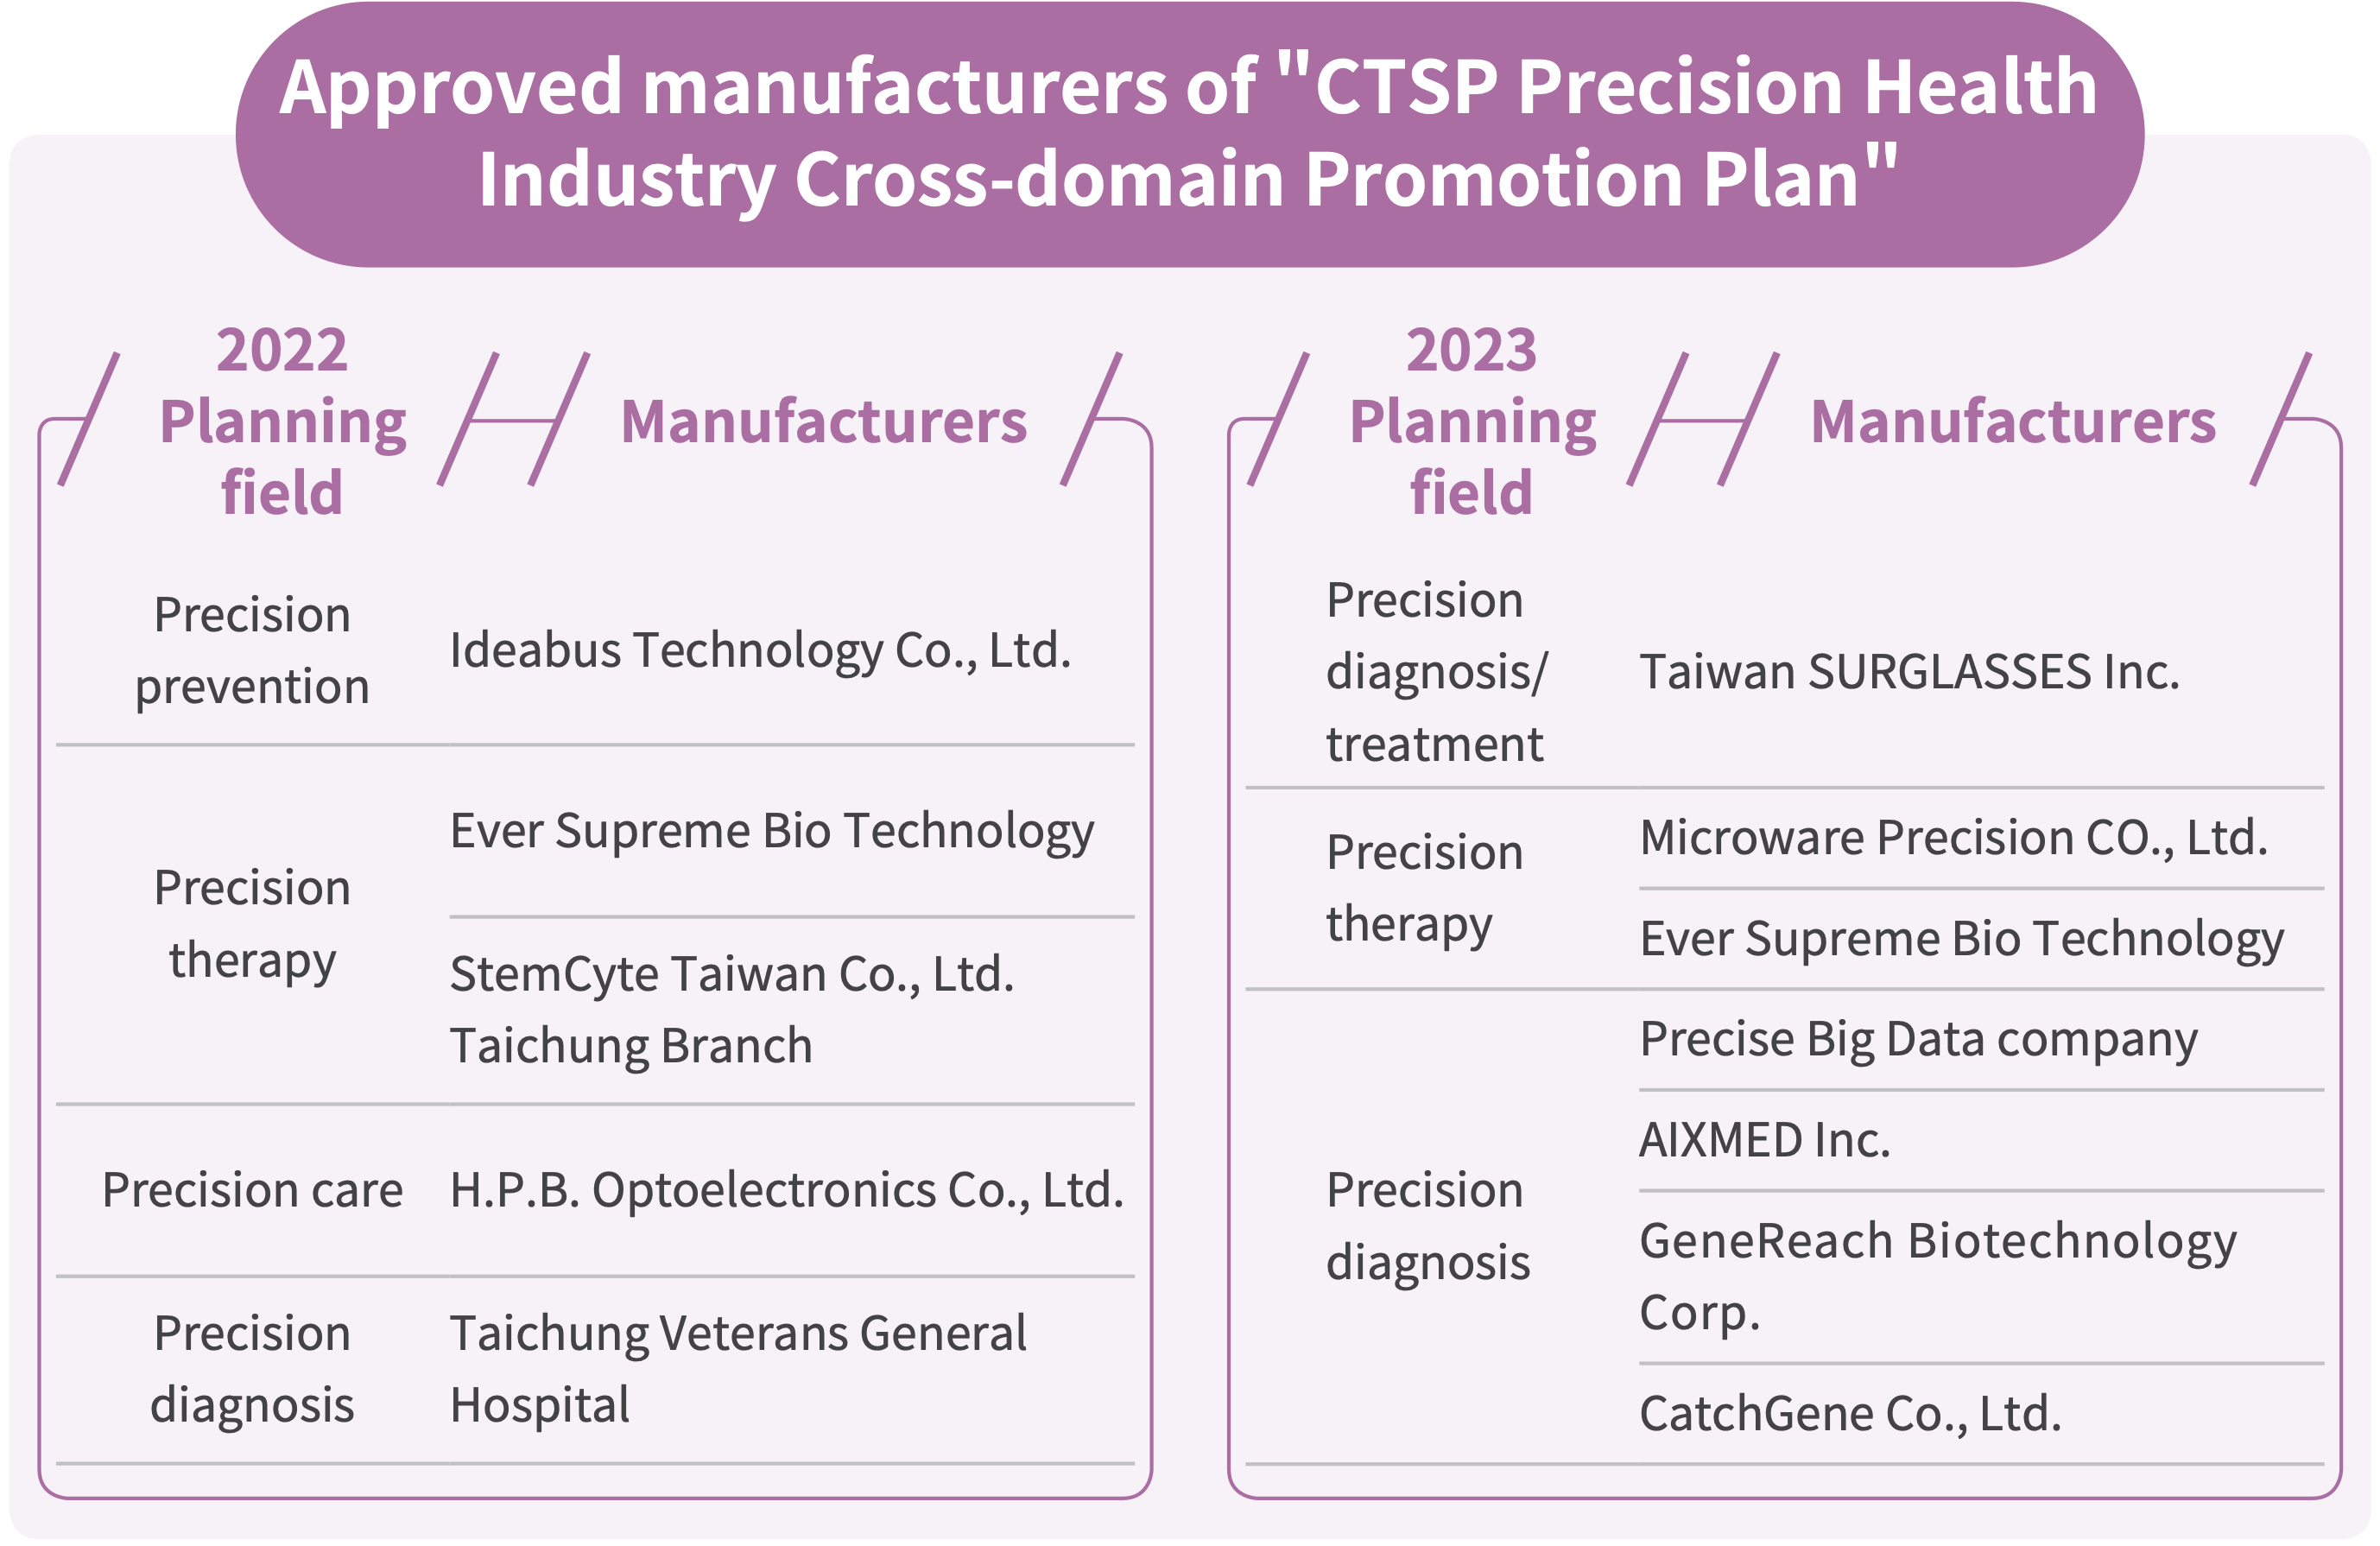 Approved manufacturers of "CTSP Precision Health
Industry Cross-domain Promotion Plan"
2022
Planning
field
Manufacturers
Precision
prevention
Ideabus Technology Co., Ltd.
Precision
therapy
Ever Supreme Bio Technology
StemCyte Taiwan Co., Ltd.
Taichung Branch
Precision care
H.P.B. Optoelectronics Co., Ltd.
Precision
diagnosis
Taichung Veterans General
Hospital
2023
Planning
field
Manufacturers
Precision
diagnosis/
treatment
Taiwan SURGLASSES Inc.
Precision
therapy
Microware Precision CO., Ltd.
Ever Supreme Bio Technology
Precision
diagnosis
Precise Big Data company
AIXMED Inc.
GeneReach Biotechnology
Corp.
CatchGene Co., Ltd.